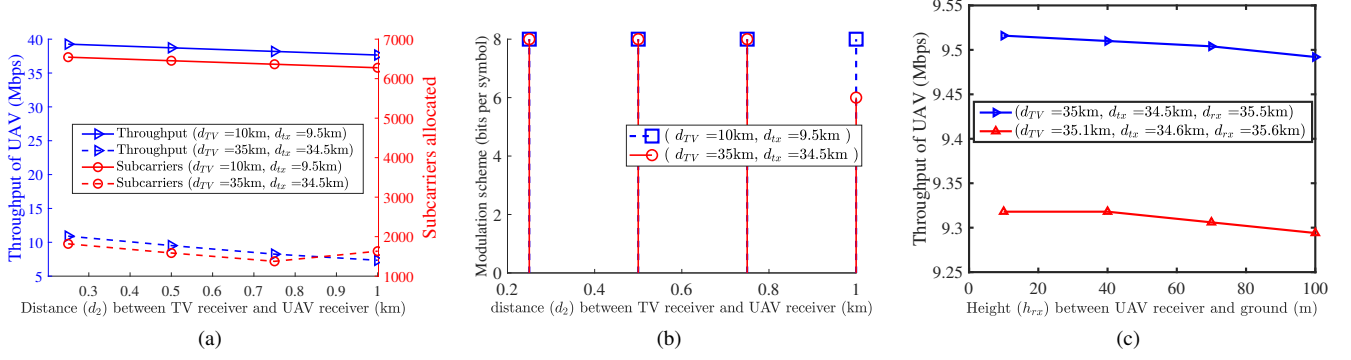 40
35
30
25
20
15
10
5
Throughput of UAV (Mbps)
7000
6000
5000
4000
3000
2000
1000
Subcarriers allocated
Throughput (d_TV =10km, d_tx =9.5km)
Throughput (d_TV =35km, d_tx =34.5km)
Subcarriers (d_TV =10km, d_tx =9.5km)
Subcarriers (d_TV =35km, d_tx =34.5km)
0.3 0.4 0.5 0.6 0.7 0.8 0.9 1
Distance (d_2) between TV receiver and UAV receiver (km)
(a)
8
6
4
2
0
Modulation scheme (bits per symbol)
( d_TV =10km, d_tx =9.5km )
( d_TV =35km, d_tx =34.5km )
0.2 0.4 0.6 0.8 1
distance (d_2) between TV receiver and UAV receiver (km)
(b)
9.55
9.5
9.45
9.4
9.35
9.3
9.25
Throughput of UAV (Mbps)
(d_TV =35km, d_tx =34.5km, d_rx =35.5km)
(d_TV =35.1km, d_tx =34.6km, d_rx =35.6km)
0 20 40 60 80 100
Height (h_rx) between UAV receiver and ground (m)
(c)